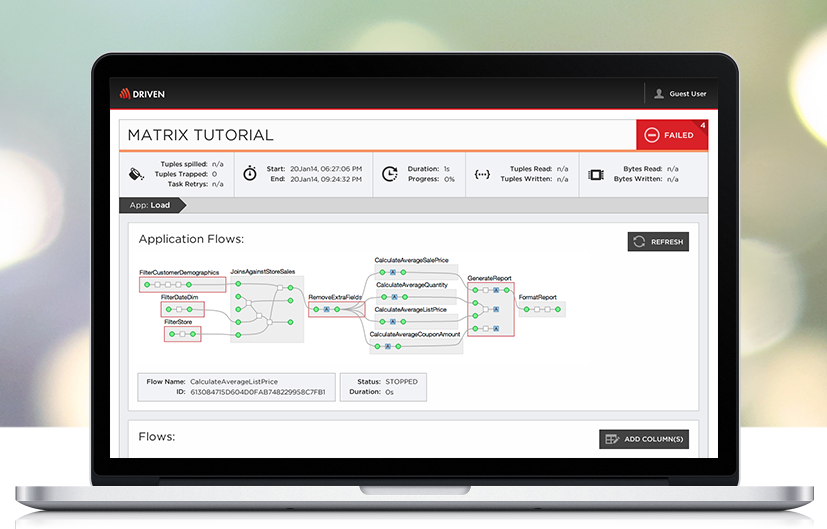 DRIVEN
Guest User
MATRIX TUTORIAL
FAILED
4
Tuples spilled: n/a
Tuples Trapped: 0
Task Retrys: n/a
Start: 20Jan14, 06:27:06 PM
End: 20Jan14, 09:24:32 PM
Duration: 1s
Progress: 0%
Tuples Read: n/a
Tuples Written: n/a
Bytes Read: n/a
Bytes Written: n/a
App: Load
Application Flows:
REFRESH
CalculateAverageSalePrice
FilterCustomerDemographics
JoinsAgainstStoreSales
GenerateReport
CalculateAverageQuantity
FilterDateDim
RemoveExtraFields
FormatReport
CalculateAverageListPrice
FilterStore
CalculateAverageCouponAmount
Flow Name: CalculateAverageListPrice
ID: 613084715D604D0FAB748229958C7FB1
Status: STOPPED
Duration: 0s
Flows:
ADD COLUMN(S)